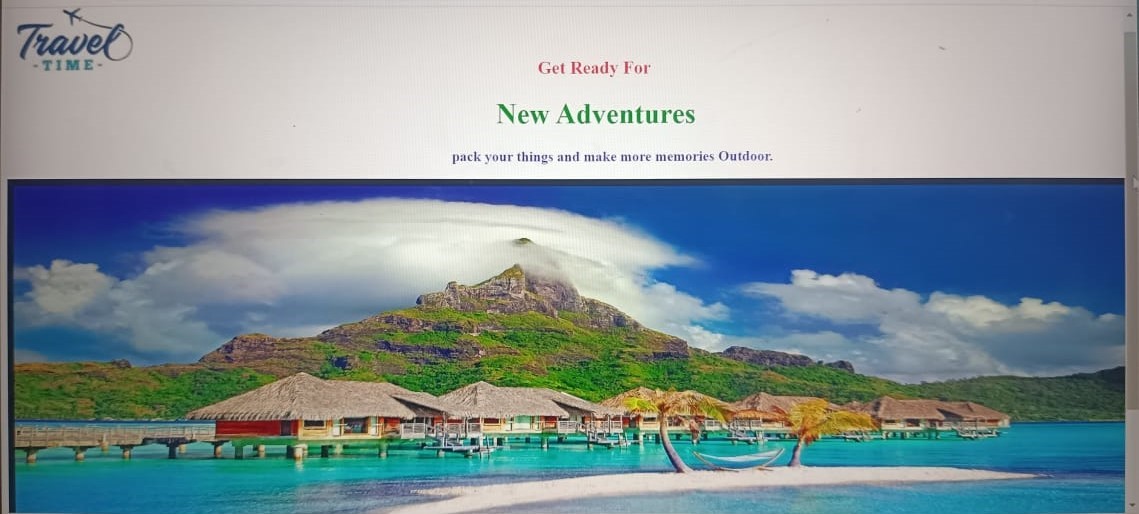 Travel
-TIME-
Get Ready For
New Adventures
pack your things and make more memories Outdoor.